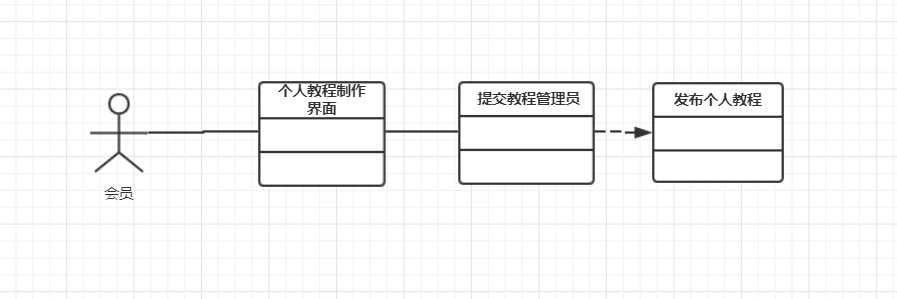 个人教程制作
界面
提交教程管理员
发布个人教程
会员